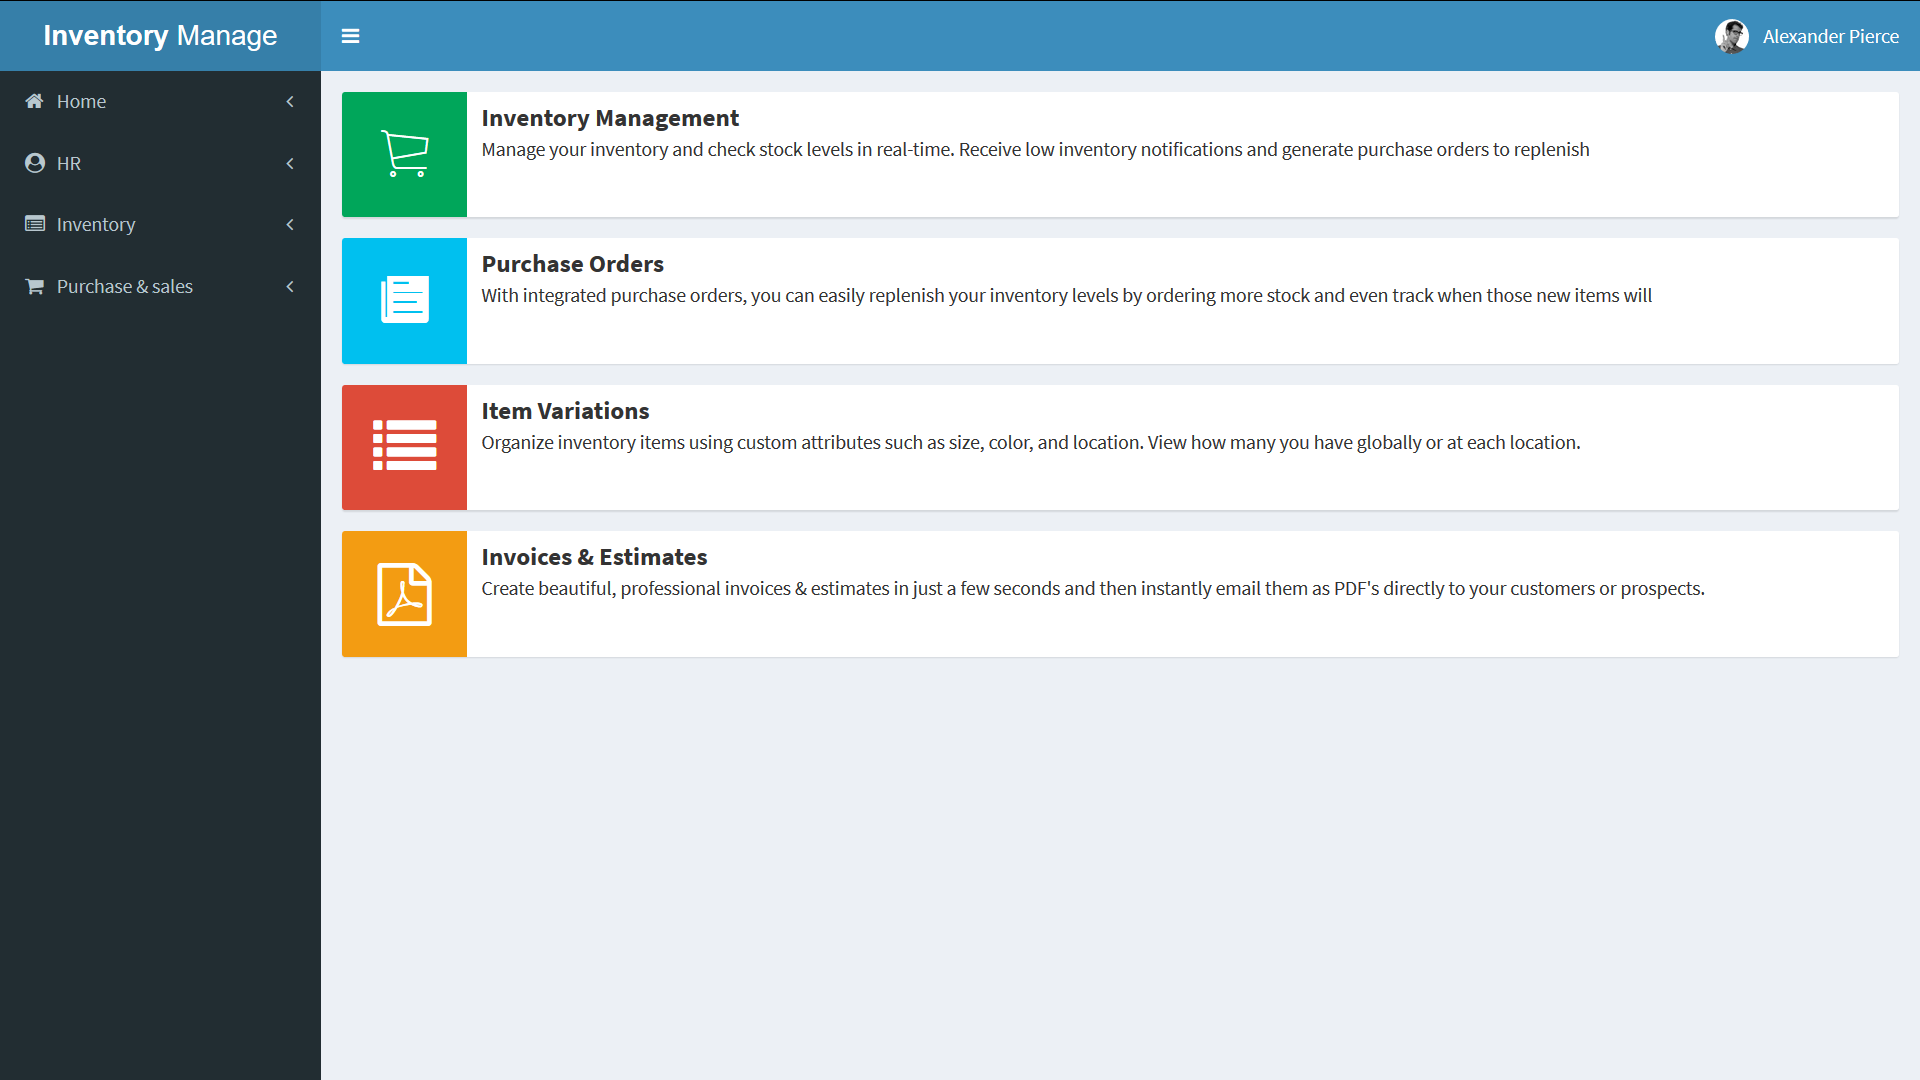 Inventory Manage
Alexander Pierce
Home
HR
Inventory
Purchase & sales
Inventory Management
Manage your inventory and check stock levels in real-time. Receive low inventory notifications and generate purchase orders to replenish
Purchase Orders
With integrated purchase orders, you can easily replenish your inventory levels by ordering more stock and even track when those new items will
Item Variations
Organize inventory items using custom attributes such as size, color, and location. View how many you have globally or at each location.
Invoices & Estimates
Create beautiful, professional invoices & estimates in just a few seconds and then instantly email them as PDF's directly to your customers or prospects.